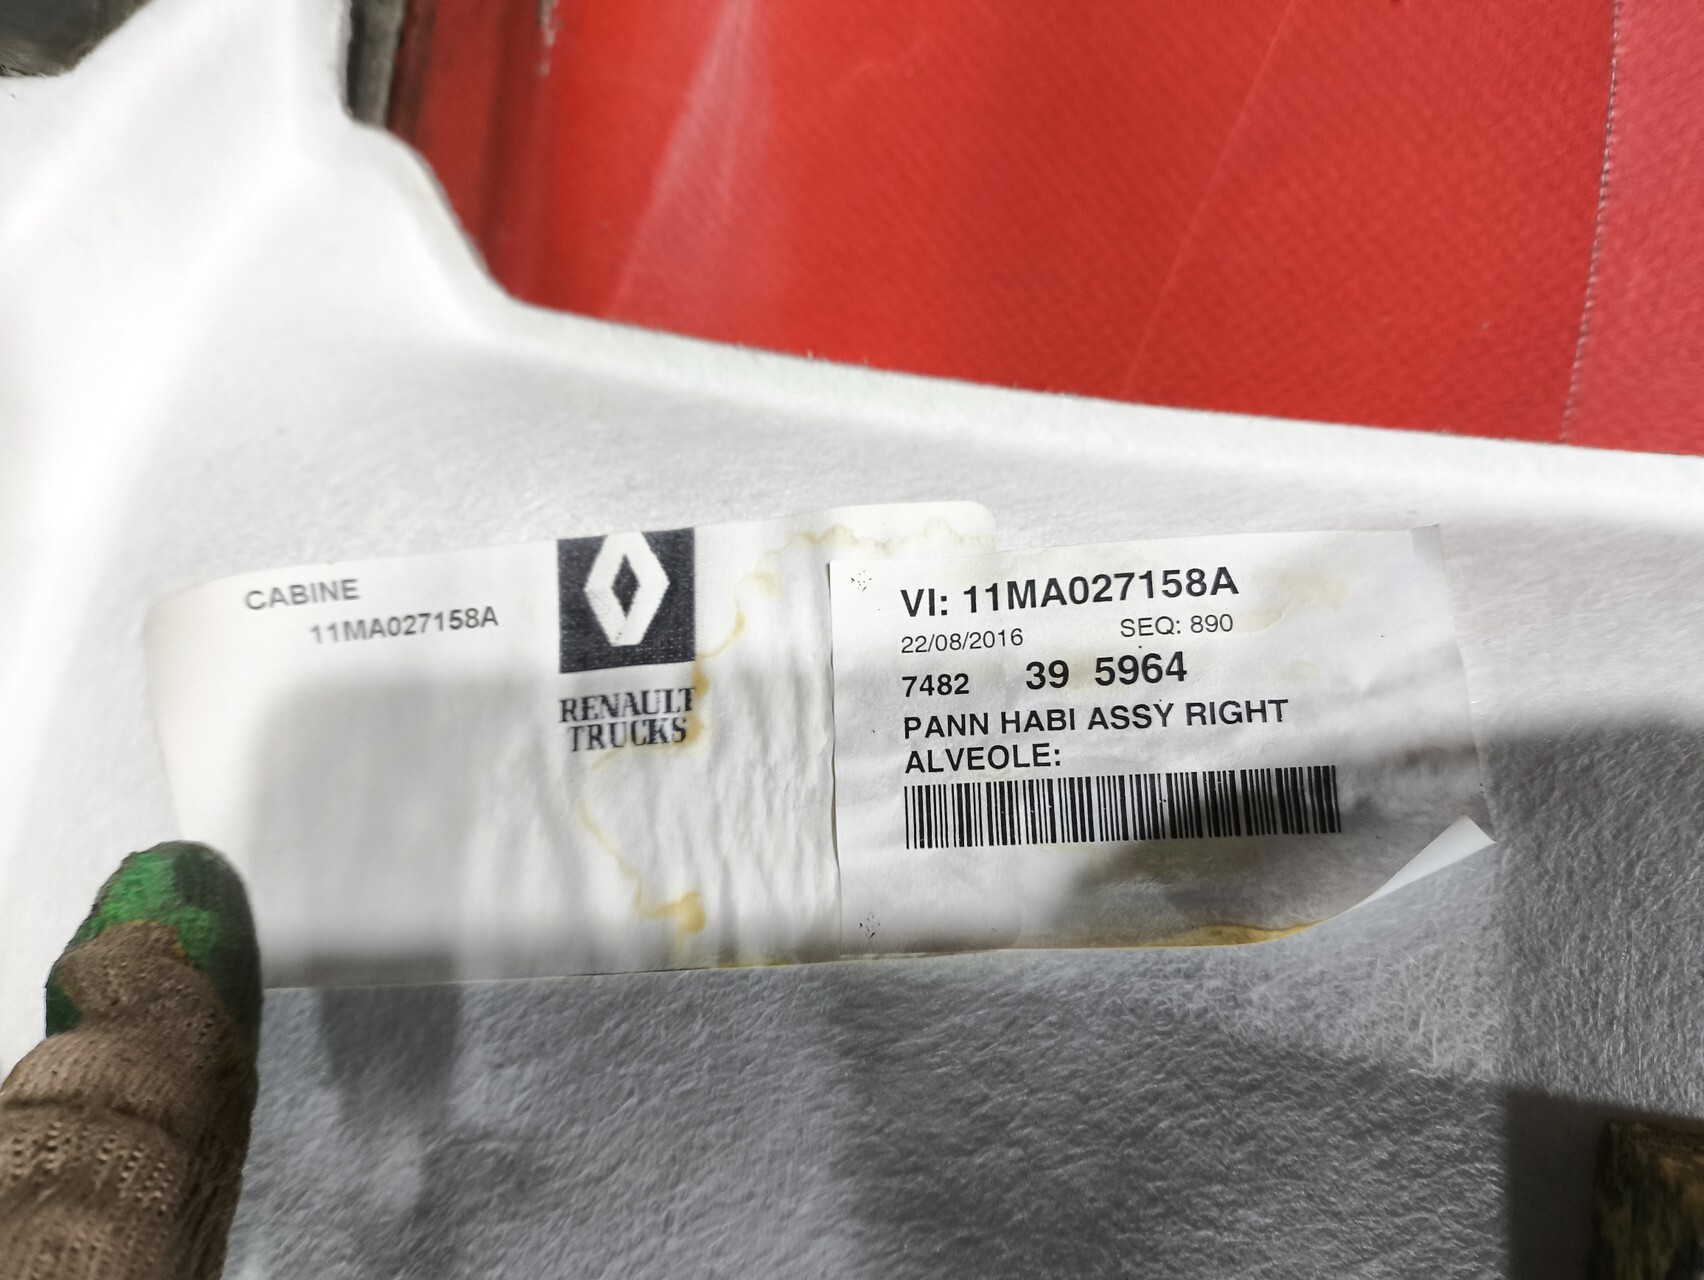 CABINE
11MA027158A
RENAULT
TRUCKS
VI: 11MA027158A
22/08/2016 SEQ: 890
7482 39 5964
PANN HABI ASSY RIGHT
ALVEOLE: